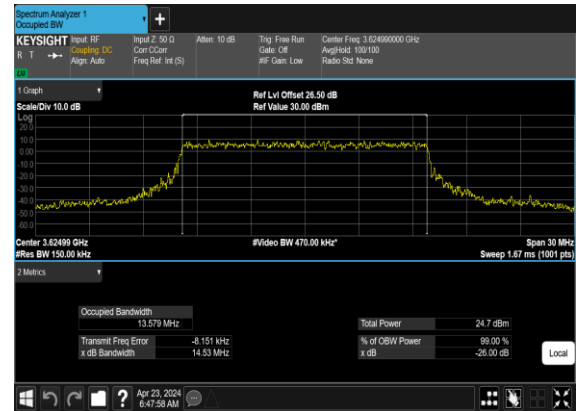 Spectrum Analyzer 1
Occupied BW
+
KEYSIGHT Input: RF Input Z: 50 Ω Atten: 10 dB Trig: Free Run Center Freq: 3.624990000 GHz
R T Coupling: DC Corr CCorr Gate: Off Avg|Hold: 100/100
Align: Auto Freq Ref: Int (S) #IF Gain: Low Radio Std: None
1 Graph
Scale/Div 10.0 dB
Ref Lvl Offset 26.50 dB
Ref Value 30.00 dBm
Log
20.0
10.0
0.00
-10.0
-20.0
-30.0
-40.0
-50.0
-60.0
Center 3.62499 GHz #Video BW 470.00 kHz* Span 30 MHz
#Res BW 150.00 kHz Sweep 1.67 ms (1001 pts)
2 Metrics
Occupied Bandwidth
13.579 MHz Total Power 24.7 dBm
Transmit Freq Error -8.151 kHz % of OBW Power 99.00 %
x dB Bandwidth 14.53 MHz x dB -26.00 dB
Local
?
Apr 23, 2024
6:47:58 AM